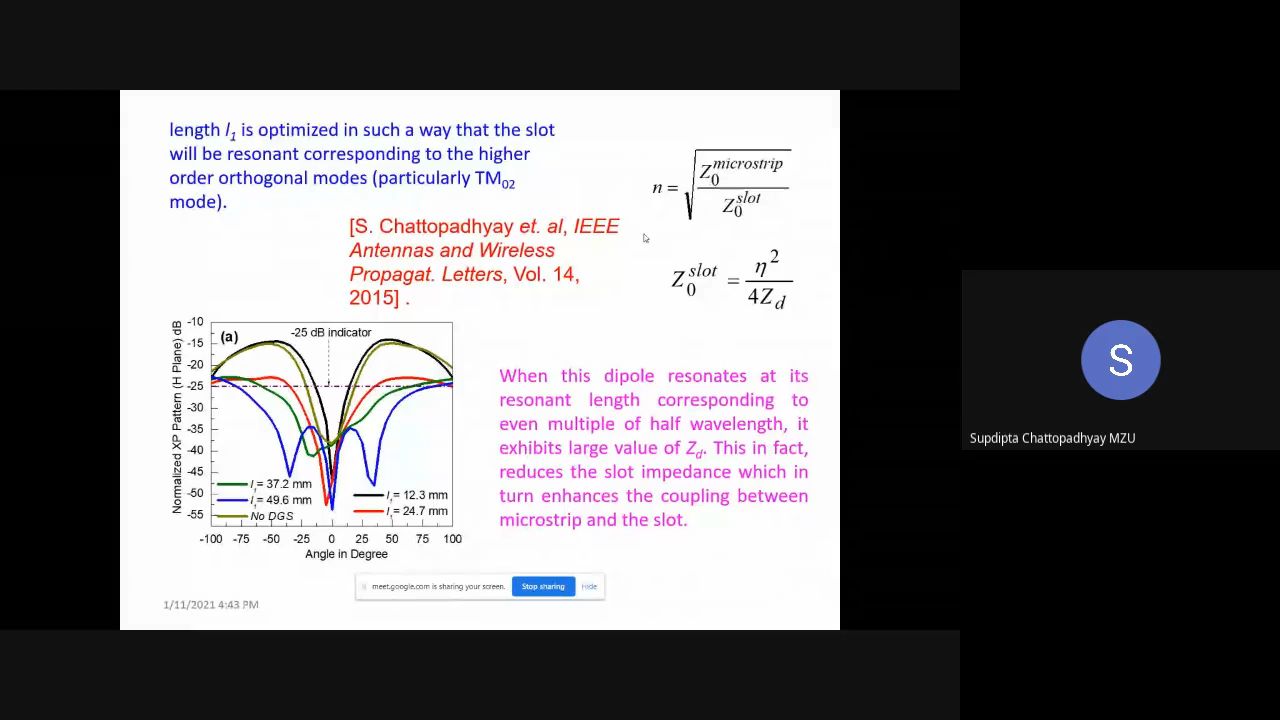 length l1 is optimized in such a way that the slot
will be resonant corresponding to the higher
order orthogonal modes (particularly TM02
mode).
n = √(Z0^microstrip / Z0^slot)
[S. Chattopadhyay et. al, IEEE
Antennas and Wireless
Propagat. Letters, Vol. 14,
2015] .
Z0^slot = η^2 / 4Zd
Normalized XP Pattern (H Plane) dB
-10
-15
-20
-25
-30
-35
-40
-45
-50
-55
(a)
-25 dB indicator
l1= 37.2 mm
l1= 49.6 mm
No DGS
l1= 12.3 mm
l1= 24.7 mm
-100 -75 -50 -25 0 25 50 75 100
Angle in Degree
When this dipole resonates at its
resonant length corresponding to
even multiple of half wavelength, it
exhibits large value of Zd. This in fact,
reduces the slot impedance which in
turn enhances the coupling between
microstrip and the slot.
meet.google.com is sharing your screen. Stop sharing Hide
1/11/2021 4:43 PM
S
Supdipta Chattopadhyay MZU